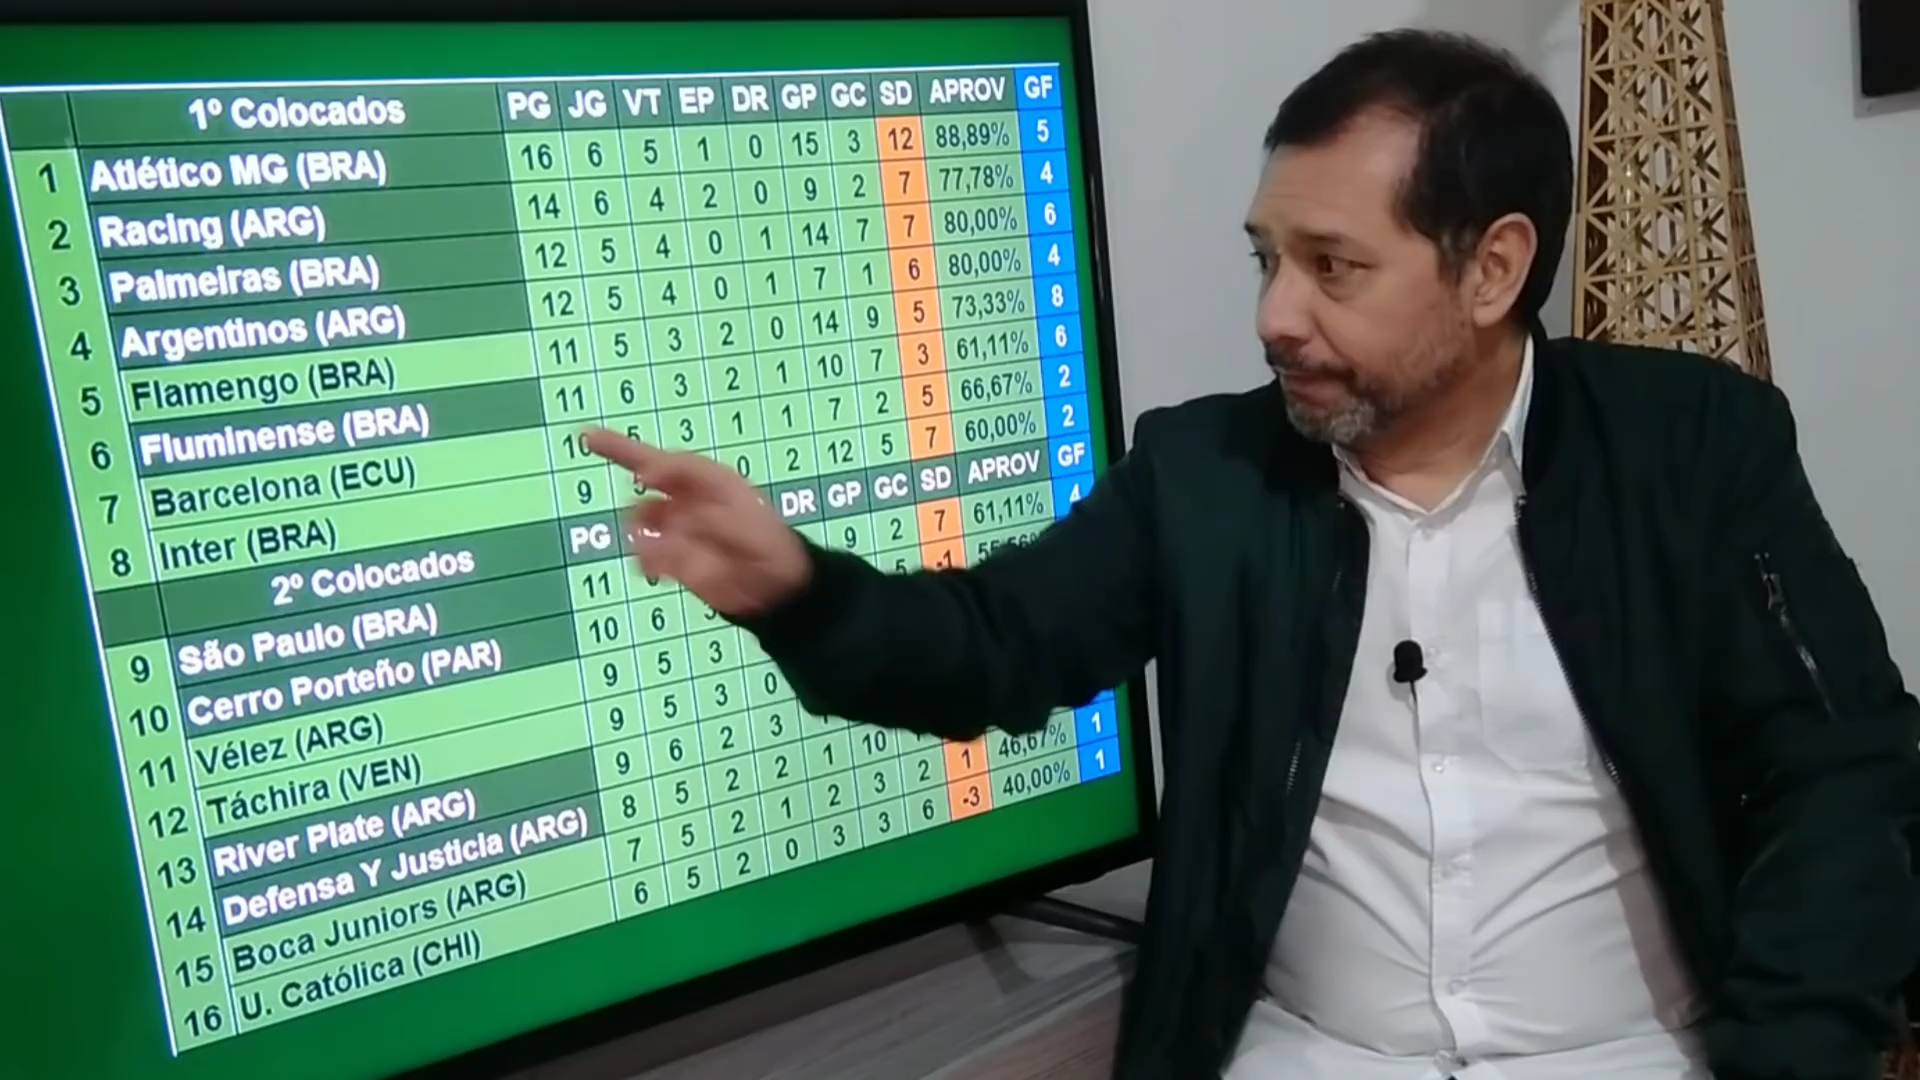 1º Colocados PG JG VT EP DR GP GC SD APROV GF
1 Atlético MG (BRA) 16 6 5 1 0 15 3 12 88,89% 5
2 Racing (ARG) 14 6 4 2 0 9 2 7 77,78% 4
3 Palmeiras (BRA) 12 5 4 0 1 14 7 7 80,00% 6
4 Argentinos (ARG) 12 5 4 0 1 7 1 6 80,00% 4
5 Flamengo (BRA) 11 5 3 2 0 14 9 5 73,33% 8
6 Fluminense (BRA) 11 6 3 2 1 10 7 3 61,11% 6
7 Barcelona (ECU) 10 5 3 1 1 7 2 5 66,67% 2
8 Inter (BRA) 9 5 0 2 12 5 7 60,00% 2
2º Colocados PG DR GP GC SD APROV GF
9 São Paulo (BRA) 11 9 2 7 61,11% 4
10 Cerro Porteño (PAR) 10 6 3 5 -1 55,56%
11 Vélez (ARG) 9 5 3
12 Táchira (VEN) 9 5 3 0
13 River Plate (ARG) 9 6 2 3
14 Defensa Y Justicia (ARG) 8 5 2 2 1 10
15 Boca Juniors (ARG) 7 5 2 1 2 3 2 1 46,67% 1
16 U. Católica (CHI) 6 5 2 0 3 3 6 -3 40,00% 1